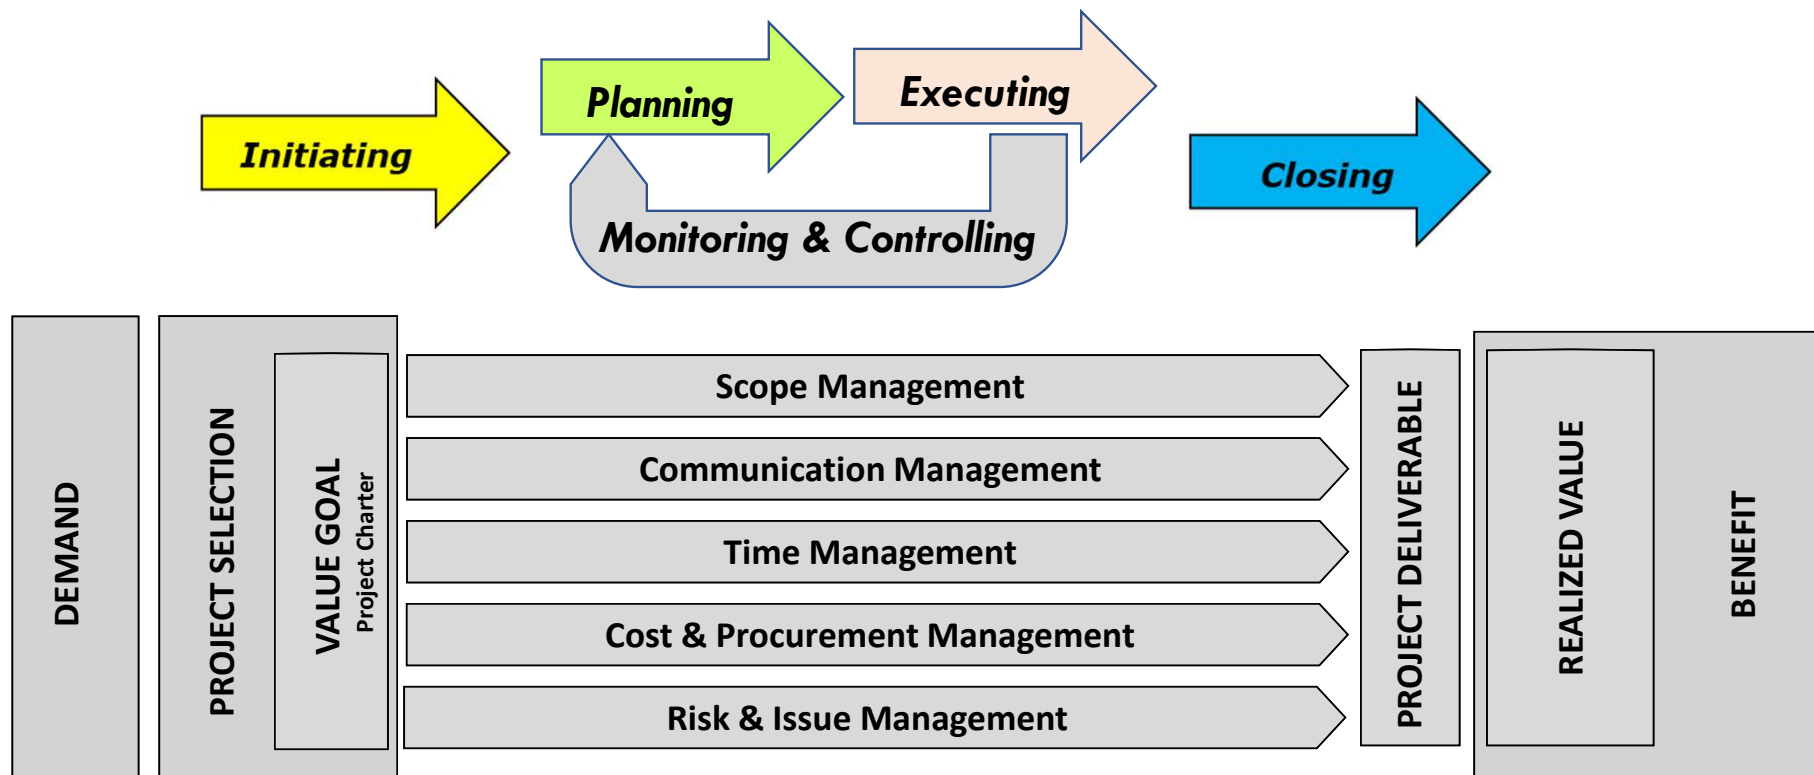 Initiating
Planning
Executing
Closing
Monitoring & Controlling
DEMAND
PROJECT SELECTION
VALUE GOAL
Project Charter
Scope Management
Communication Management
Time Management
Cost & Procurement Management
Risk & Issue Management
PROJECT DELIVERABLE
REALIZED VALUE
BENEFIT